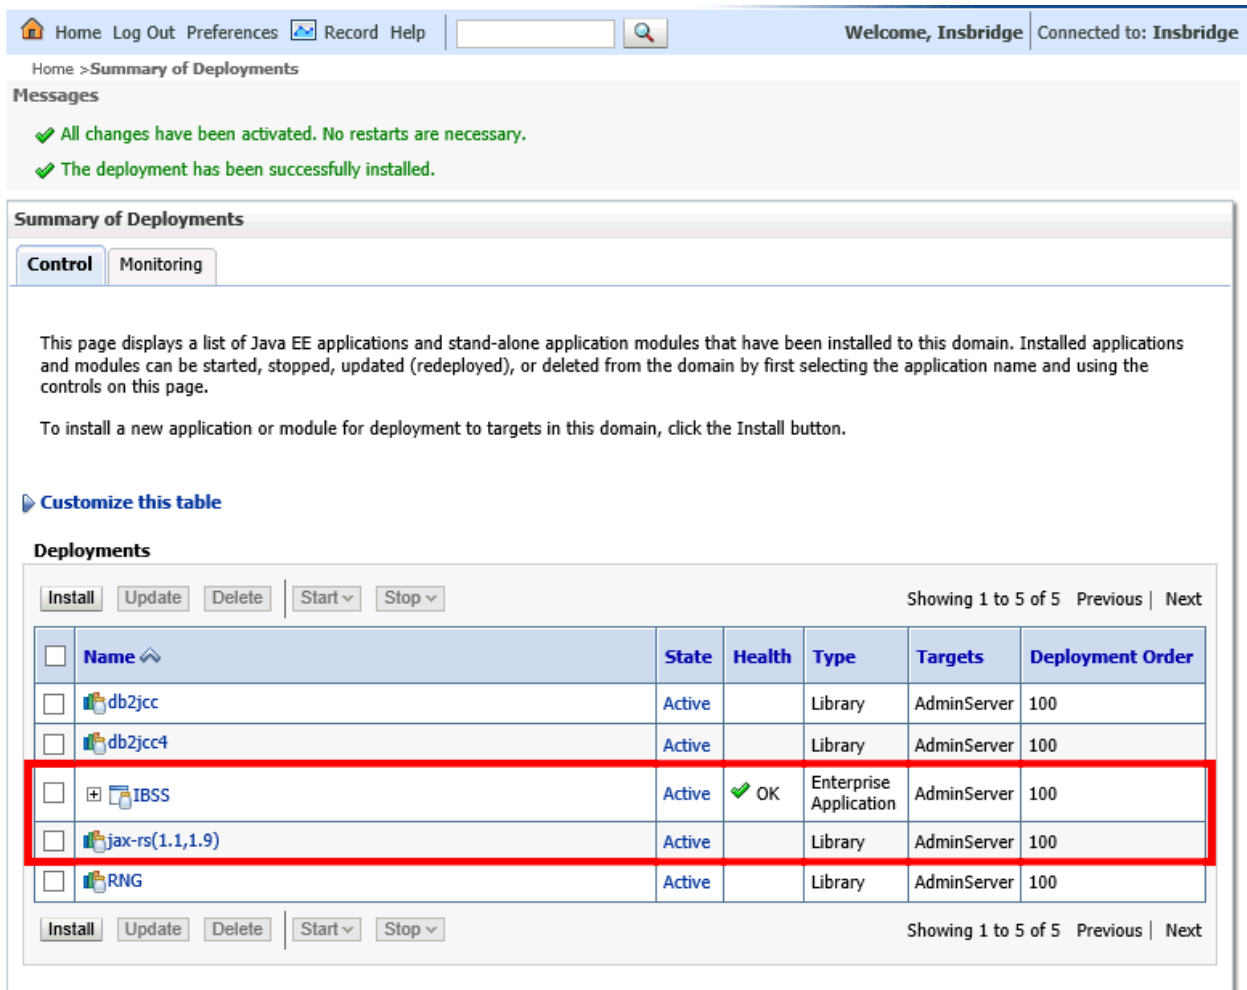 Home Log Out Preferences Record Help
Welcome, Insbridge Connected to: Insbridge
Home >Summary of Deployments
Messages
All changes have been activated. No restarts are necessary.
The deployment has been successfully installed.
Summary of Deployments
Control Monitoring
This page displays a list of Java EE applications and stand-alone application modules that have been installed to this domain. Installed applications
and modules can be started, stopped, updated (redeployed), or deleted from the domain by first selecting the application name and using the
controls on this page.
To install a new application or module for deployment to targets in this domain, click the Install button.
Customize this table
Deployments
Install Update Delete Start Stop Showing 1 to 5 of 5 Previous | Next
Name State Health Type Targets Deployment Order
db2jcc Active Library AdminServer 100
db2jcc4 Active Library AdminServer 100
IBSS Active OK Enterprise Application AdminServer 100
jax-rs(1.1,1.9) Active Library AdminServer 100
RNG Active Library AdminServer 100
Install Update Delete Start Stop Showing 1 to 5 of 5 Previous | Next